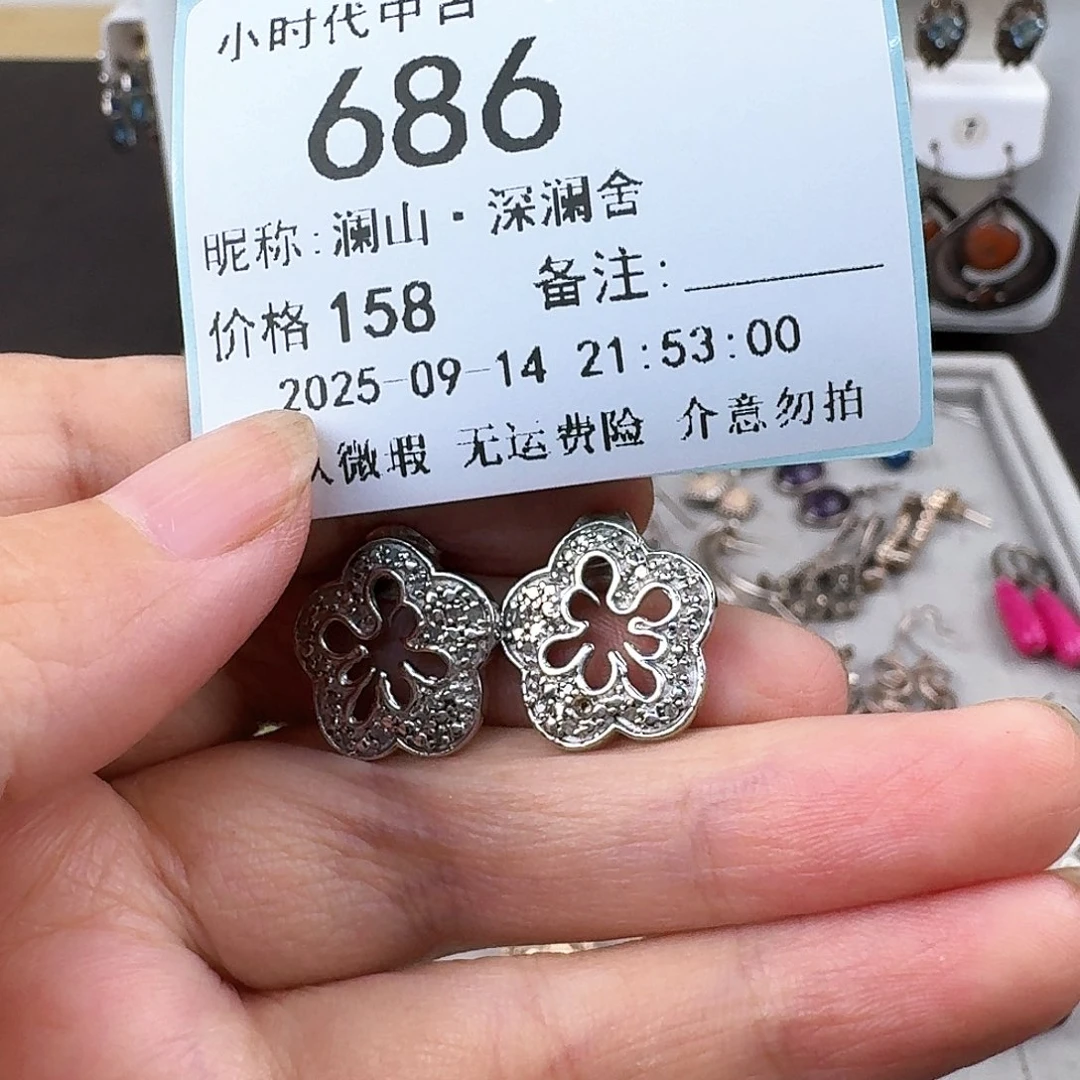 小时代中古
686
昵称:澜山·深澜舍
价格 158 备注:
2025-09-14 21:53:00
微瑕 无运费险 介意勿拍